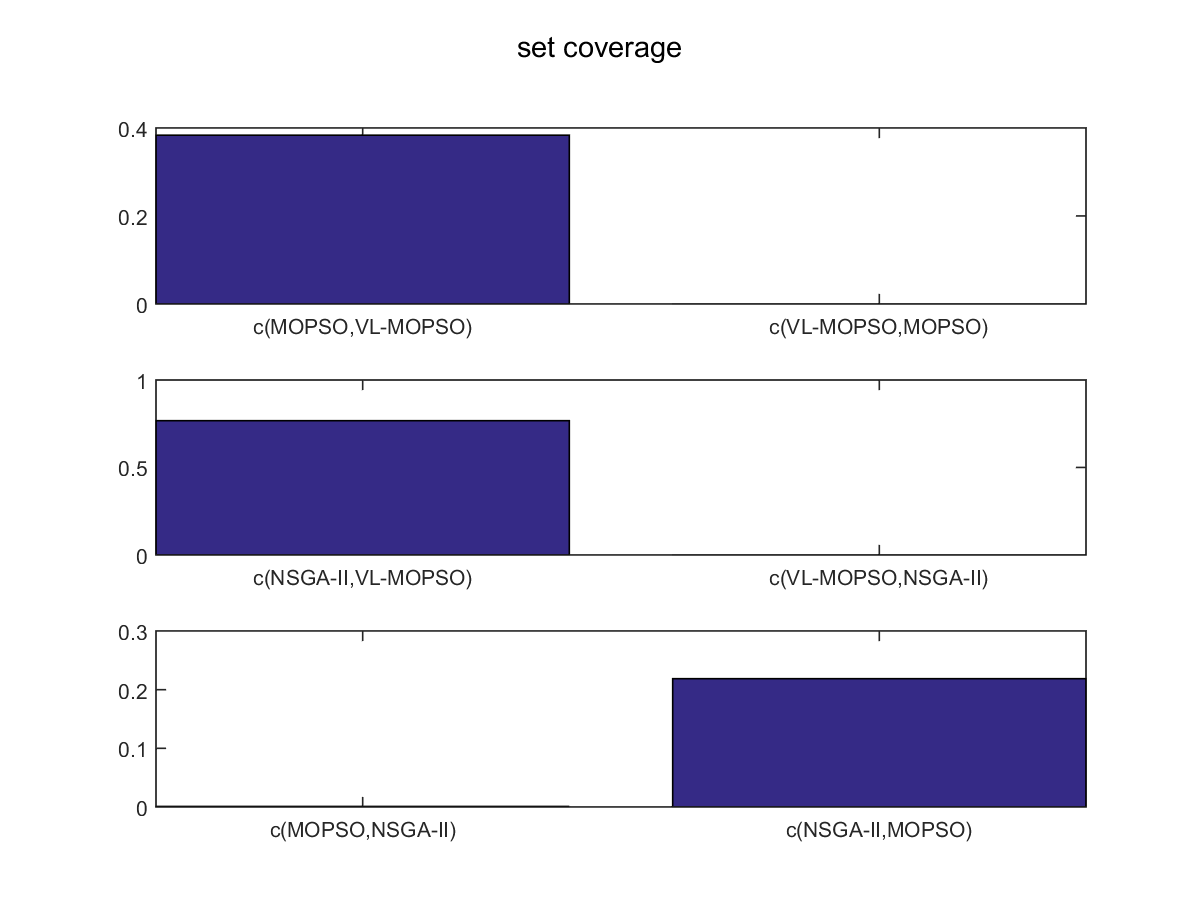 set coverage
0.4
0.2
0
c(MOPSO,VL-MOPSO) c(VL-MOPSO,MOPSO)
1
0.5
0
c(NSGA-II,VL-MOPSO) c(VL-MOPSO,NSGA-II)
0.3
0.2
0.1
0
c(MOPSO,NSGA-II) c(NSGA-II,MOPSO)